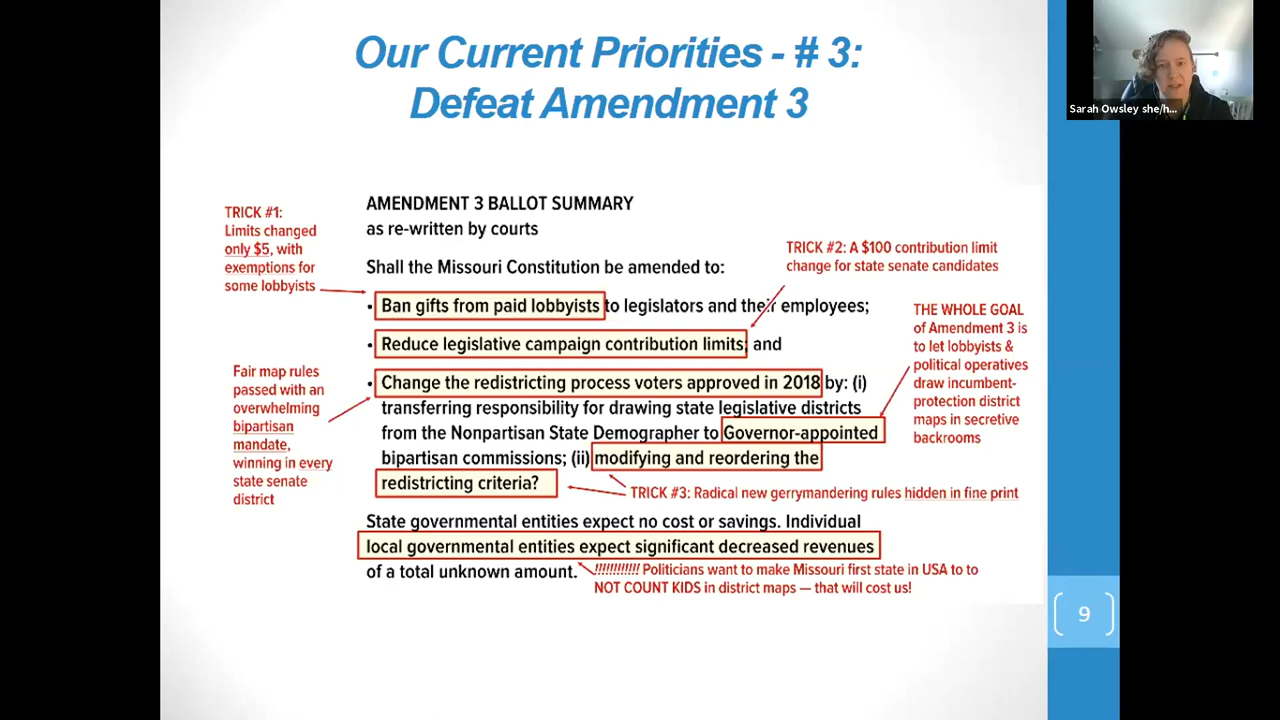 Our Current Priorities - # 3:
Defeat Amendment 3
Sarah Owsley she/h...
AMENDMENT 3 BALLOT SUMMARY
as re-written by courts
Shall the Missouri Constitution be amended to:
• Ban gifts from paid lobbyists to legislators and their employees;
• Reduce legislative campaign contribution limits; and
• Change the redistricting process voters approved in 2018 by: (i)
transferring responsibility for drawing state legislative districts
from the Nonpartisan State Demographer to Governor-appointed
bipartisan commissions; (ii) modifying and reordering the
redistricting criteria?
State governmental entities expect no cost or savings. Individual
local governmental entities expect significant decreased revenues
of a total unknown amount.
TRICK #1:
Limits changed
only $5, with
exemptions for
some lobbyists
Fair map rules
passed with an
overwhelming
bipartisan
mandate,
winning in every
state senate
district
TRICK #2: A $100 contribution limit
change for state senate candidates
THE WHOLE GOAL
of Amendment 3 is
to let lobbyists &
political operatives
draw incumbent-
protection district
maps in secretive
backrooms
TRICK #3: Radical new gerrymandering rules hidden in fine print
!!!!!!!!!!!! Politicians want to make Missouri first state in USA to to
NOT COUNT KIDS in district maps — that will cost us!
9